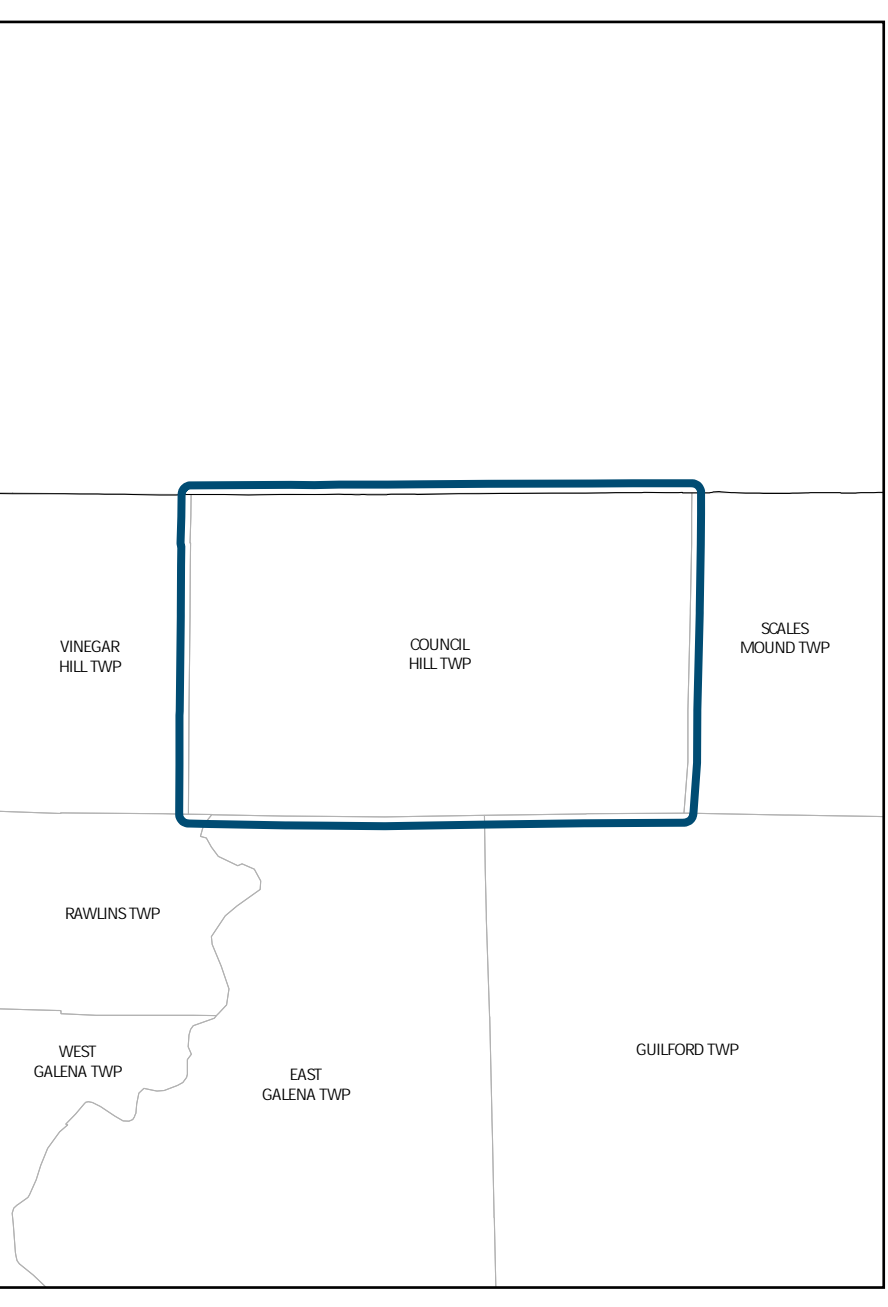 VINEGAR
HILL TWP
COUNCIL
HILL TWP
SCALES
MOUND TWP
RAWLINS TWP
WEST
GALENA TWP
EAST
GALENA TWP
GUILFORD TWP